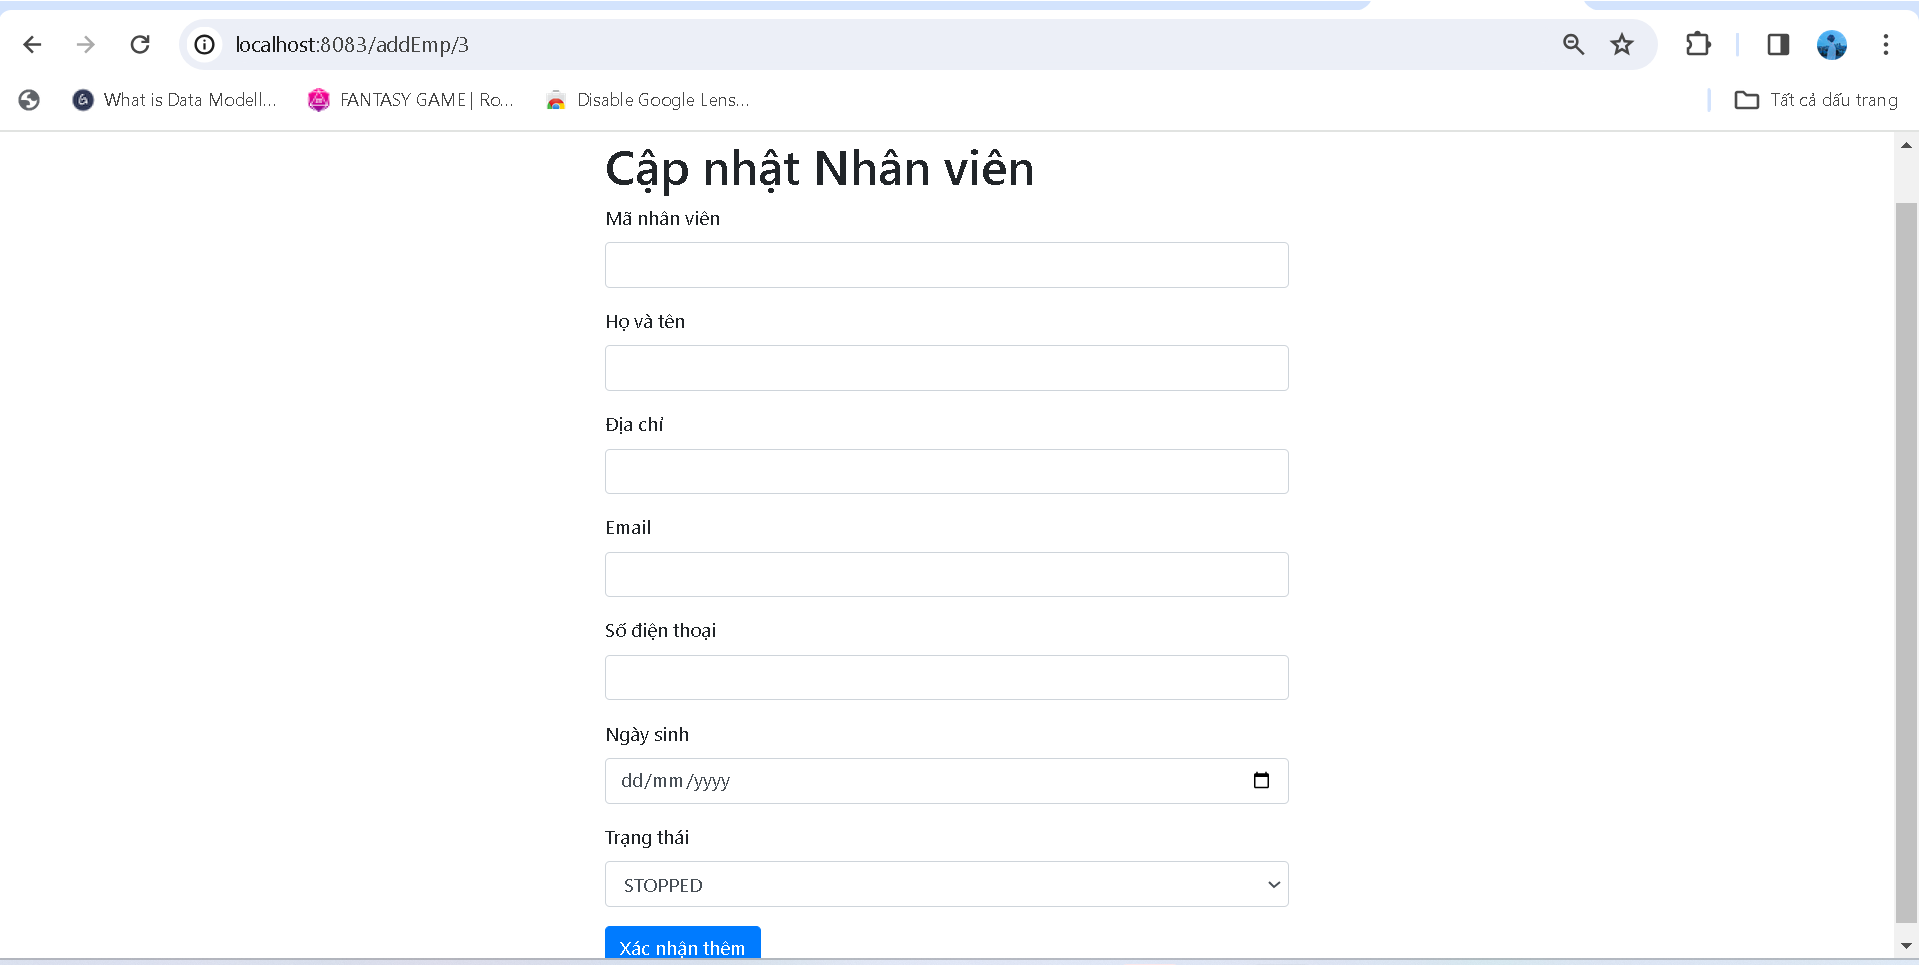 localhost:8083/addEmp/3
What is Data Modell... FANTASY GAME | Ro... Disable Google Lens... Tất cả dấu trang
Cập nhật Nhân viên
Mã nhân viên
Họ và tên
Địa chỉ
Email
Số điện thoại
Ngày sinh
dd/mm/yyyy
Trạng thái
STOPPED
Xác nhận thêm